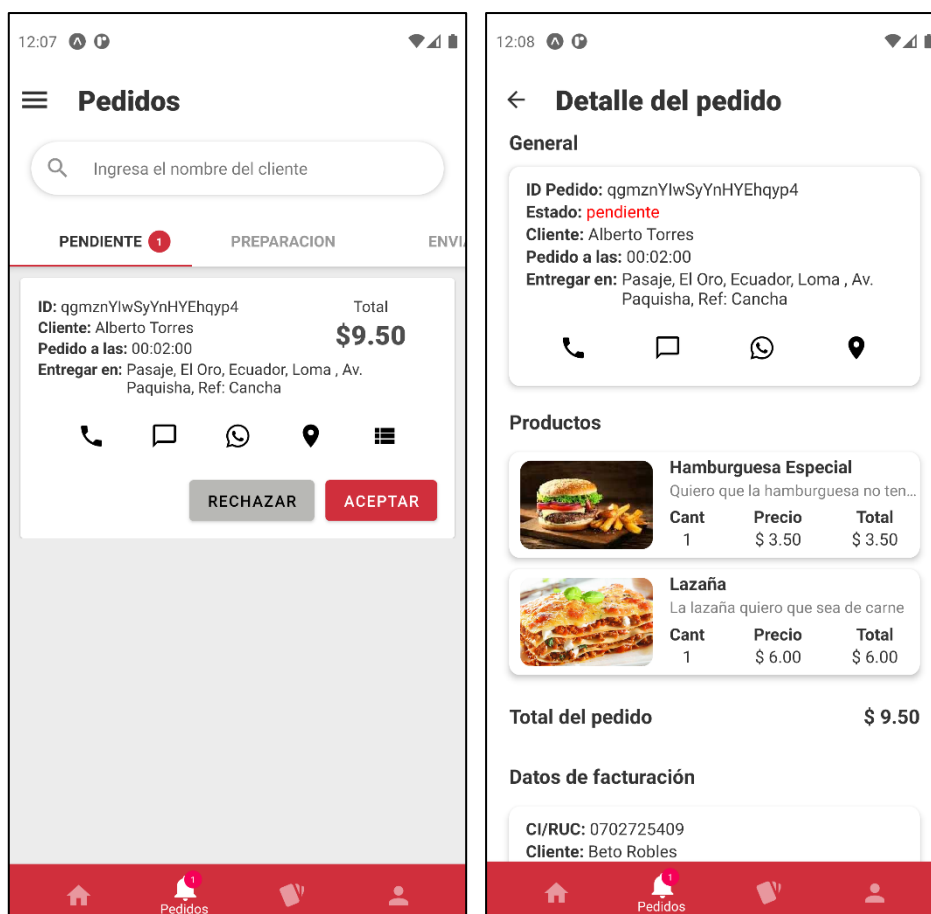 12:07
Pedidos
Ingresa el nombre del cliente
PENDIENTE 1 PREPARACION ENVIA
ID: qgmznYlwSyYnHYEhqyp4 Total
Cliente: Alberto Torres $9.50
Pedido a las: 00:02:00
Entregar en: Pasaje, El Oro, Ecuador, Loma , Av.
Paquisha, Ref: Cancha
RECHAZAR ACEPTAR
1
Pedidos
12:08
Detalle del pedido
General
ID Pedido: qgmznYlwSyYnHYEhqyp4
Estado: pendiente
Cliente: Alberto Torres
Pedido a las: 00:02:00
Entregar en: Pasaje, El Oro, Ecuador, Loma , Av.
Paquisha, Ref: Cancha
Productos
Hamburguesa Especial
Quiero que la hamburguesa no ten...
Cant Precio Total
1 $ 3.50 $ 3.50
Lazaña
La lazaña quiero que sea de carne
Cant Precio Total
1 $ 6.00 $ 6.00
Total del pedido $ 9.50
Datos de facturación
CI/RUC: 0702725409
Cliente: Beto Robles
1
Pedidos